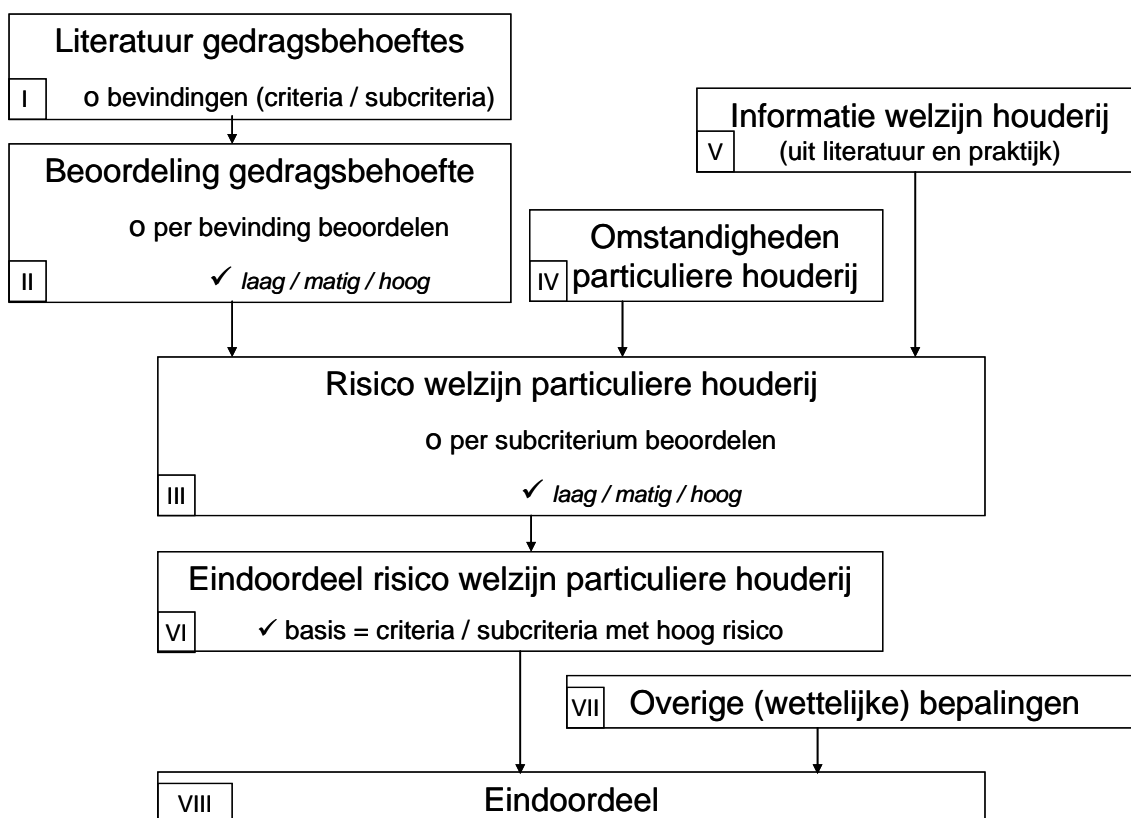 Literatuur gedragsbehoeftes
I o bevindingen (criteria / subcriteria)
Beoordeling gedragsbehoefte
o per bevinding beoordelen
II ✓ laag / matig / hoog
Informatie welzijn houderij
V (uit literatuur en praktijk)
Omstandigheden
IV particuliere houderij
Risico welzijn particuliere houderij
o per subcriterium beoordelen
III ✓ laag / matig / hoog
Eindoordeel risico welzijn particuliere houderij
VI ✓ basis = criteria / subcriteria met hoog risico
VII Overige (wettelijke) bepalingen
VIII Eindoordeel